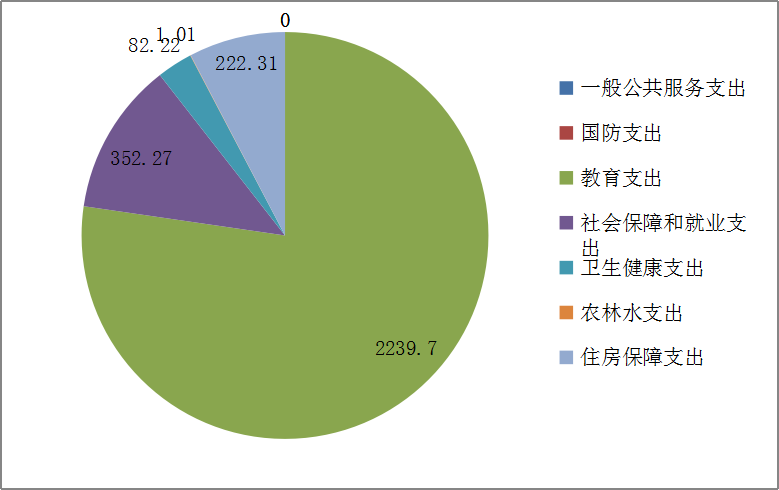 0
1.01
82.22
222.31
352.27
2239.7
一般公共服务支出
国防支出
教育支出
社会保障和就业支
出
卫生健康支出
农林水支出
住房保障支出